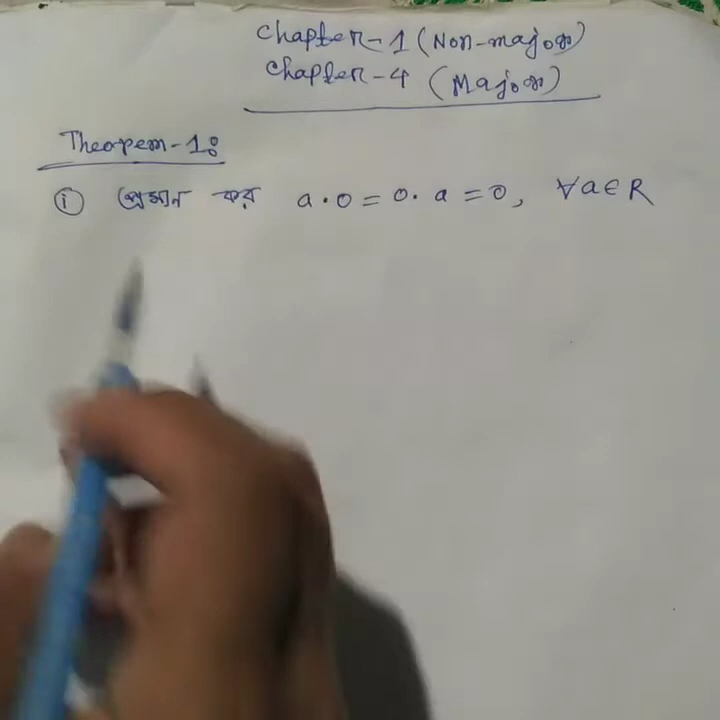 Chapter-1 (Non-major)
Chapter-4 (Major)
Theorem-1:
(i) প্রমান কর a·0=0·a=0, ∀a∈R